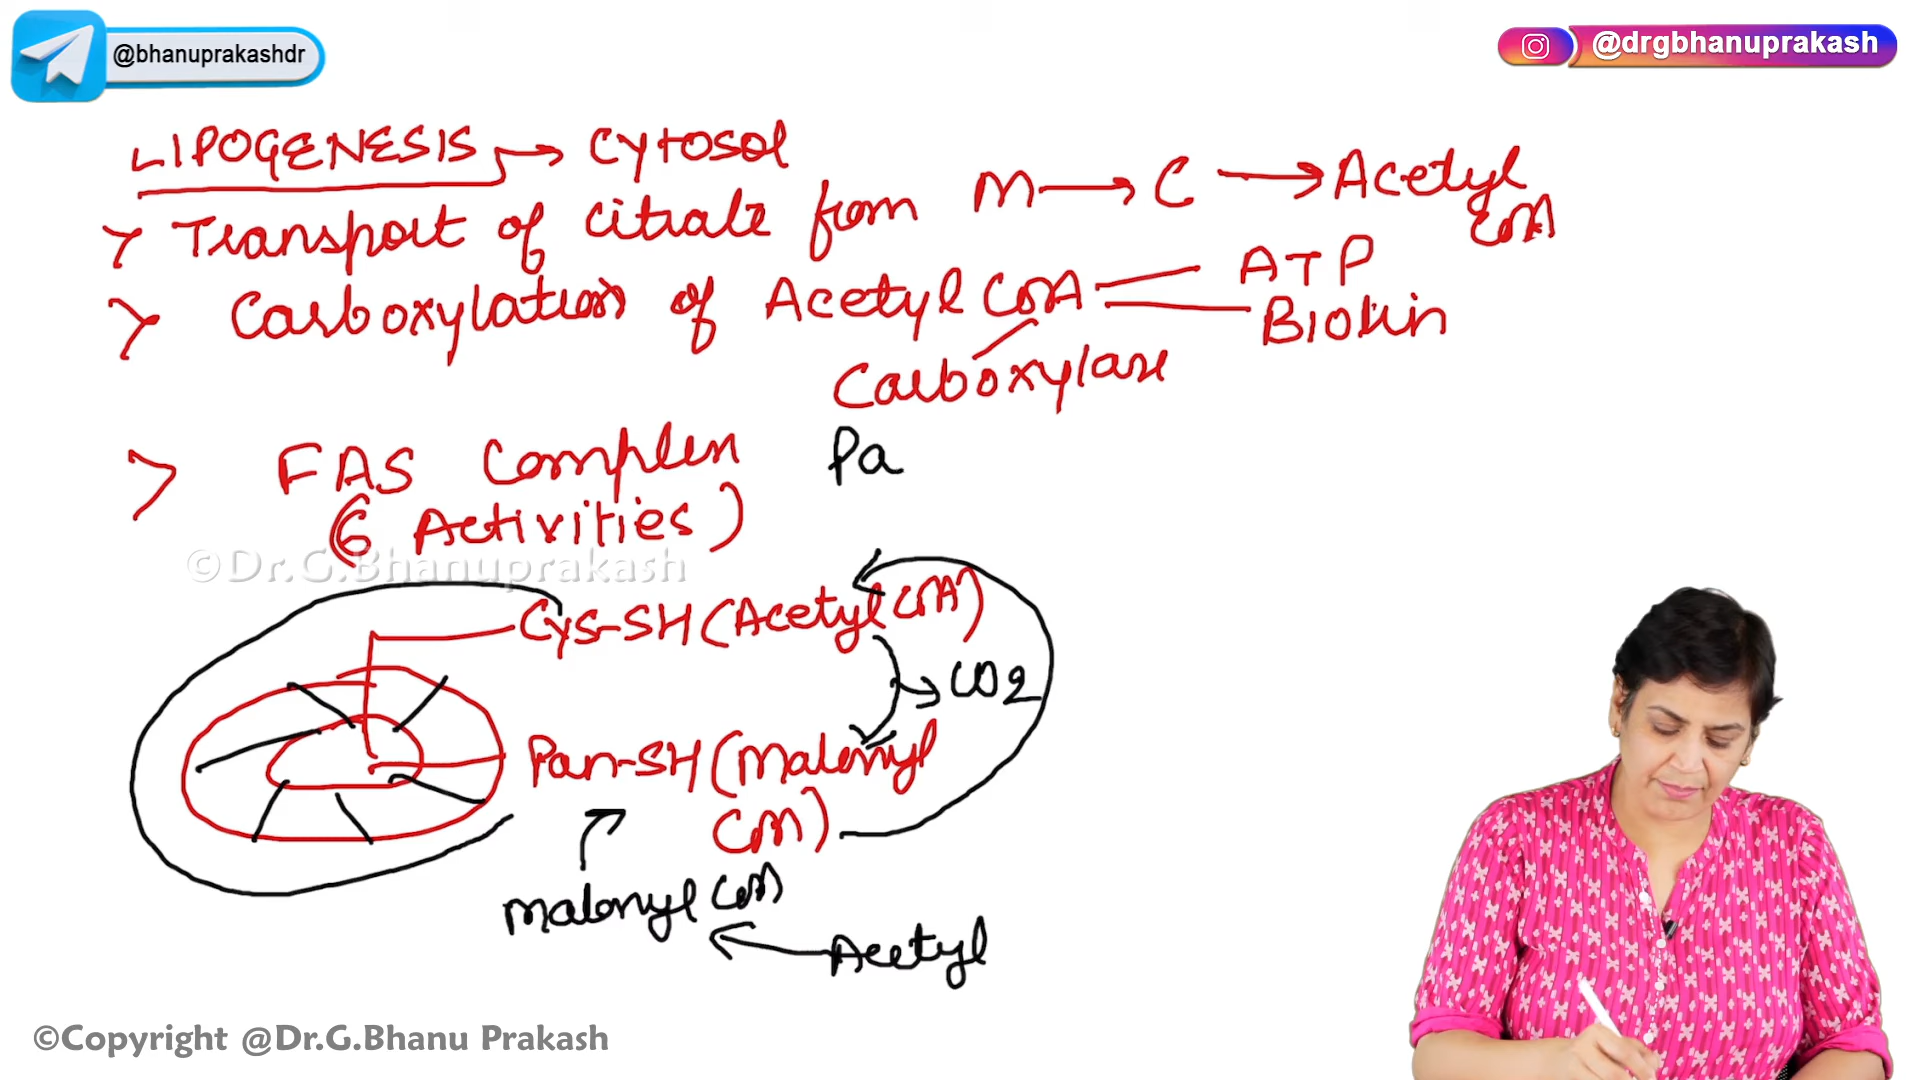 @bhanuprakashdr
@drgbhanuprakash
LIPOGENESIS → Cytosol
> Transport of Citrate from M → C → Acetyl CoA
> Carboxylation of Acetyl CoA
ATP
Biotin
Carboxylase
> FAS Complex Pa
(6 Activities)
©Dr.G.Bhanuprakash
Cys-SH (Acetyl CoA)
→ CO2
Pan-SH (Malonyl
CoA)
Malonyl CoA
← Acetyl
©Copyright @Dr.G.Bhanu Prakash